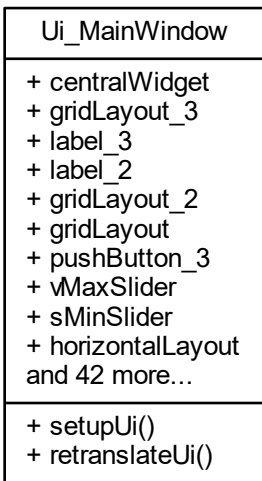 Ui_MainWindow
+ centralWidget
+ gridLayout_3
+ label_3
+ label_2
+ gridLayout_2
+ gridLayout
+ pushButton_3
+ vMaxSlider
+ sMinSlider
+ horizontalLayout
and 42 more...
+ setupUi()
+ retranslateUi()